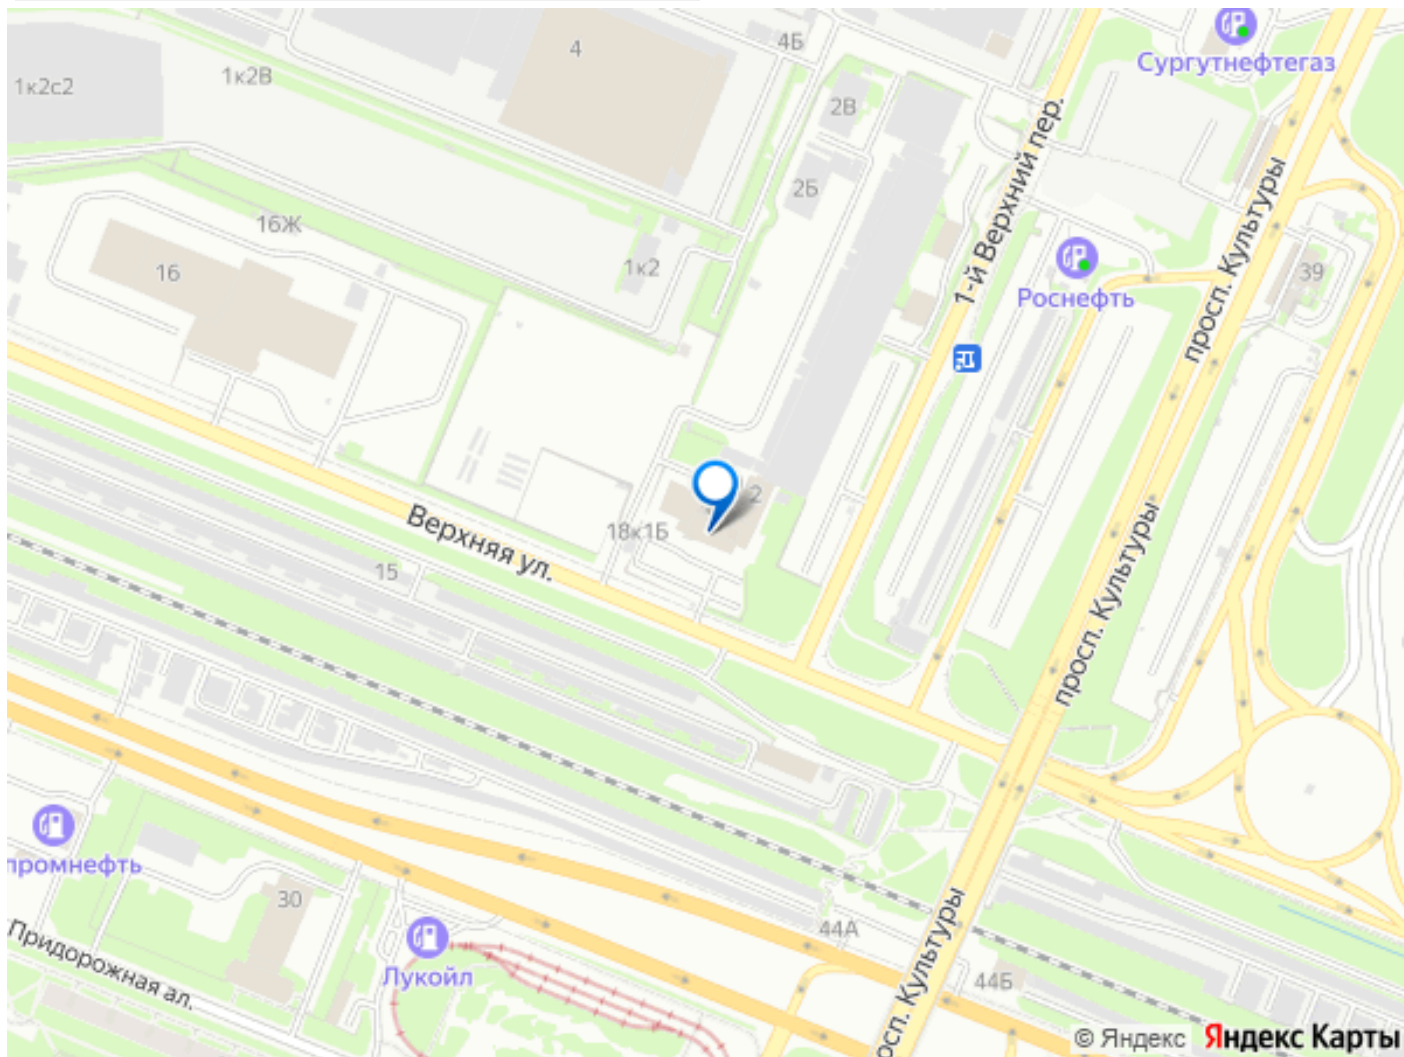 4
4Б
Сургутнефтегаз
1к2с2
1к2В
2В
1-й Верхний пер.
2Б
просп. Культуры
16Ж
16
1к2
Роснефть
39
2
Верхняя ул.
18к1Б
просп. Культуры
15
промнефть
30
44А
просп. Культуры
Придорожная ал.
Лукойл
44Б
© Яндекс Яндекс Карты